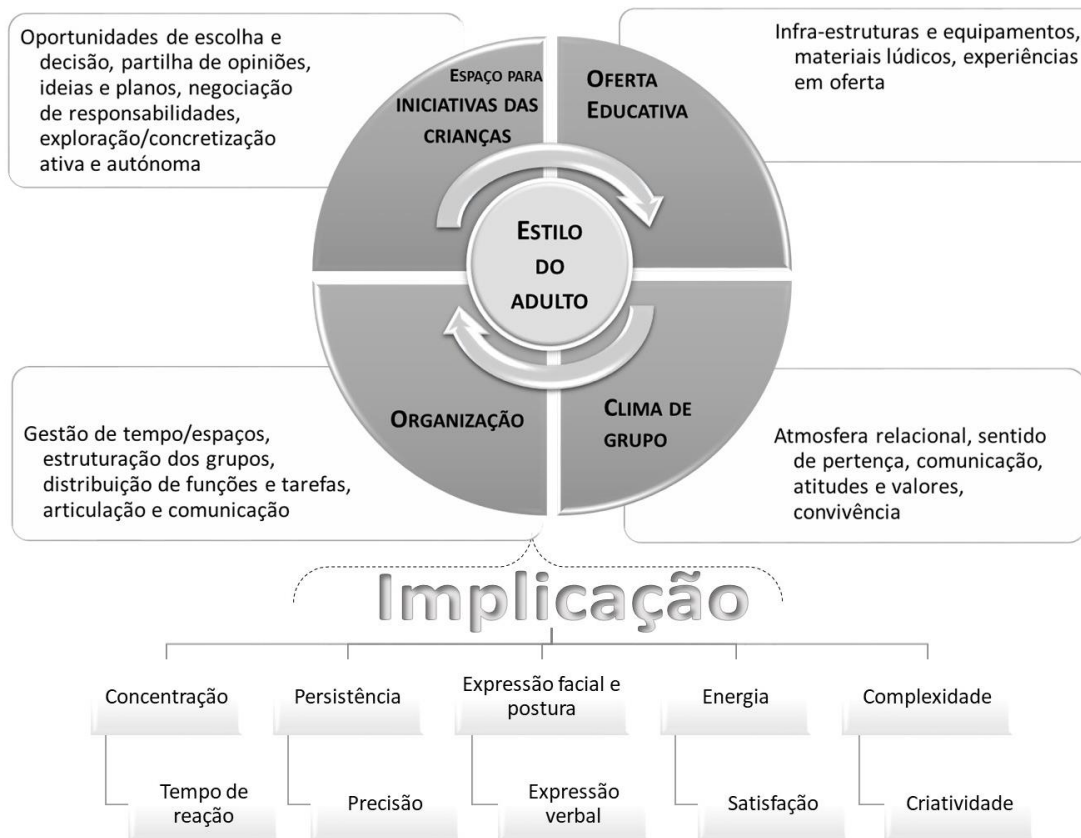 Oportunidades de escolha e
decisão, partilha de opiniões,
ideias e planos, negociação
de responsabilidades,
exploração/concretização
ativa e autónoma
ESPAÇO PARA
INICIATIVAS DAS
CRIANÇAS
OFERTA
EDUCATIVA
Infra-estruturas e equipamentos,
materiais lúdicos, experiências
em oferta
ESTILO
DO
ADULTO
Gestão de tempo/espaços,
estruturação dos grupos,
distribuição de funções e tarefas,
articulação e comunicação
ORGANIZAÇÃO
CLIMA DE
GRUPO
Atmosfera relacional, sentido
de pertença, comunicação,
atitudes e valores,
convivência
Implicação
Concentração
Persistência
Expressão facial e
postura
Energia
Complexidade
Tempo de
reação
Precisão
Expressão
verbal
Satisfação
Criatividade